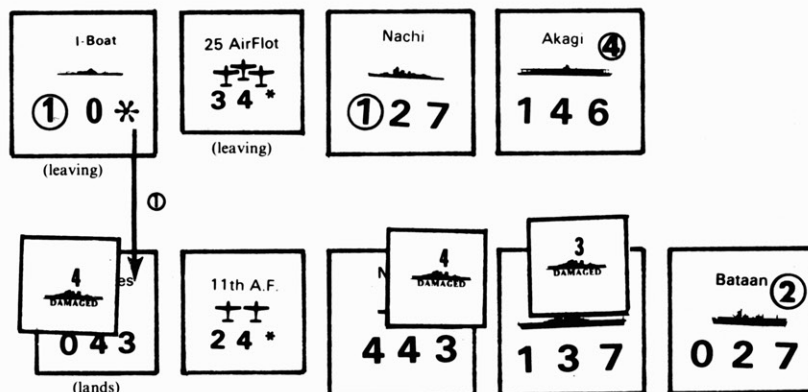 I-Boat
① 0 *
(leaving)
25 AirFlot
3 4 *
(leaving)
Nachi
① 2 7
Akagi ④
1 4 6
①
4
DAMAGED
es
0 4 3
(lands)
11th A.F.
2 4 *
N
4
DAMAGED
4 4 3
3
DAMAGED
1 3 7
Bataan ②
0 2 7